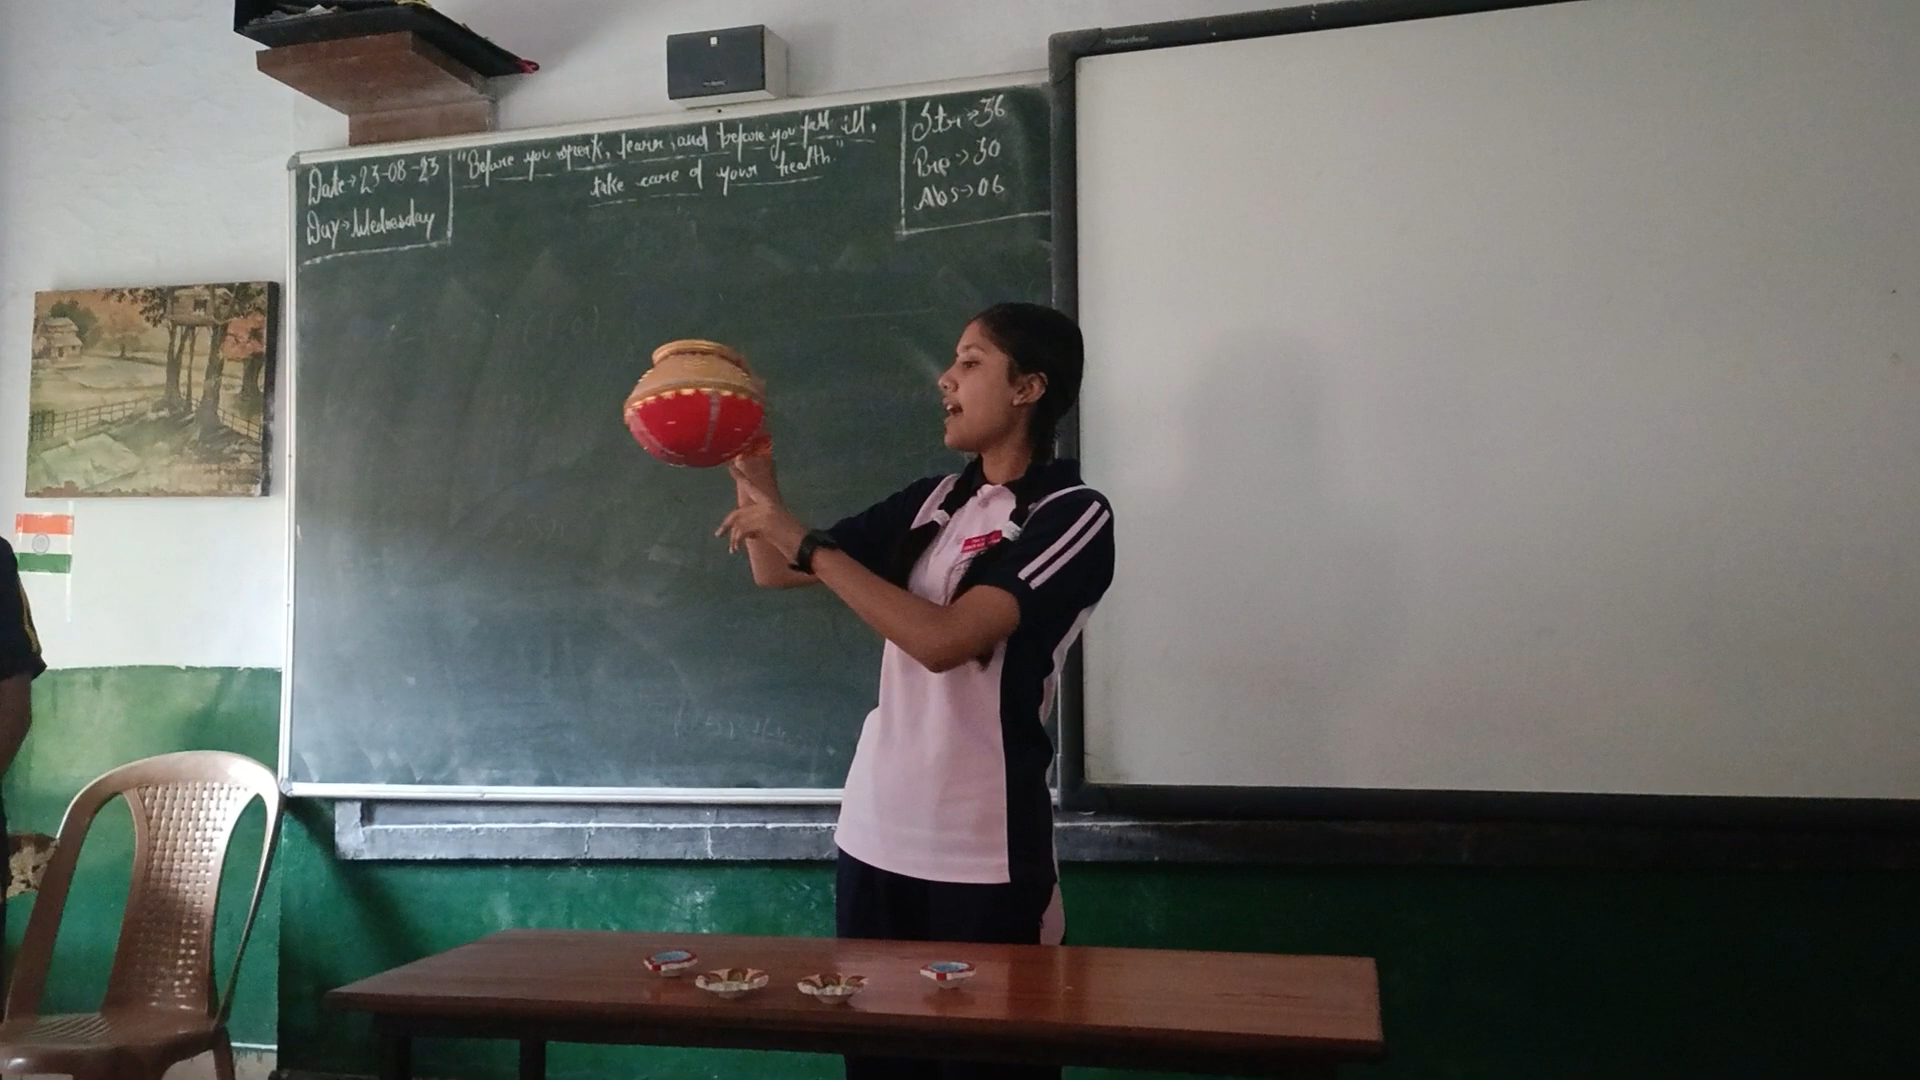 Date→23-08-23
Day→Wednesday
"Before you speak, learn, and before you fall ill,
take care of your health."
Str→36
Pre→30
Abs→06